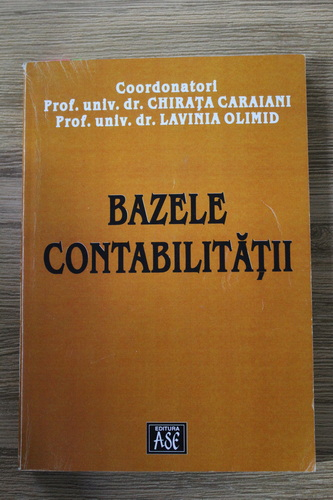 Coordonatori
Prof. univ. dr. CHIRAȚA CARAIANI
Prof. univ. dr. LAVINIA OLIMID
BAZELE
CONTABILITĂȚII
EDITURA
ASE